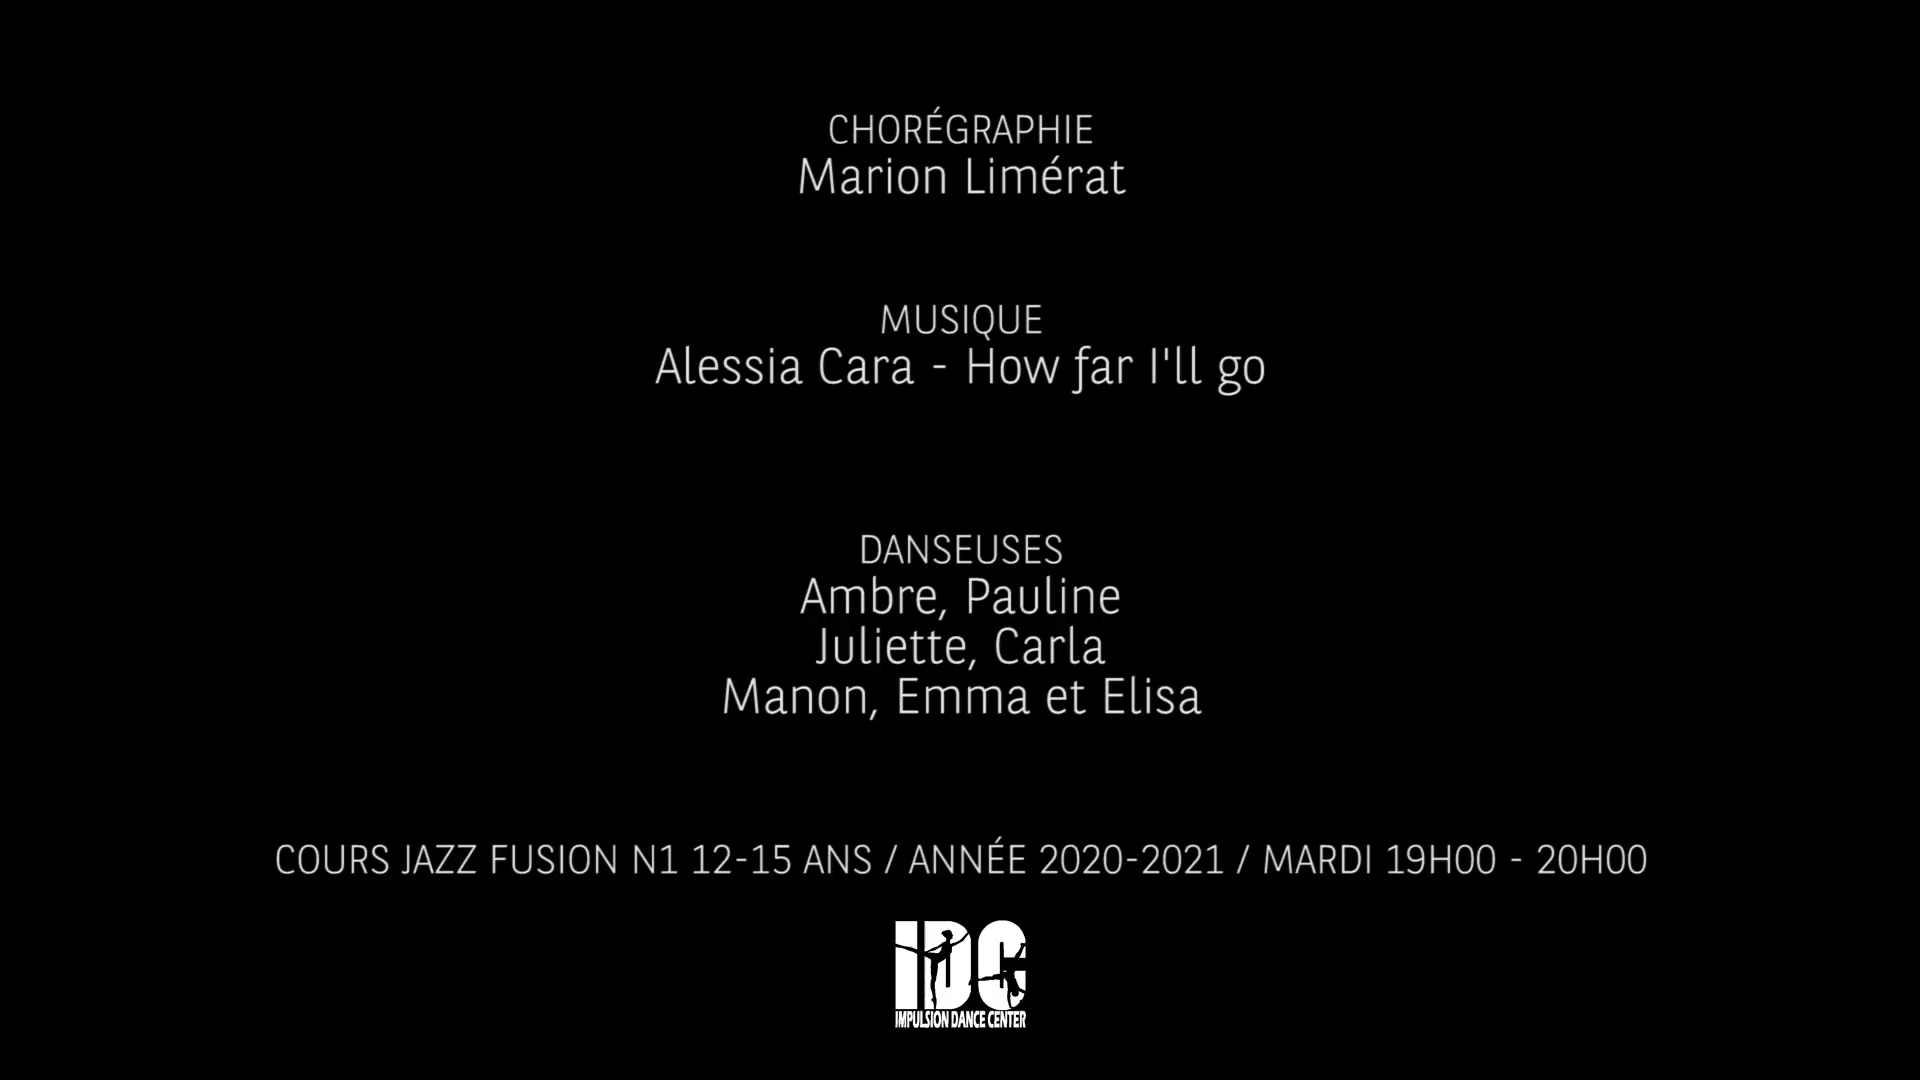 CHORÉGRAPHIE
Marion Limérat
MUSIQUE
Alessia Cara - How far I'll go
DANSEUSES
Ambre, Pauline
Juliette, Carla
Manon, Emma et Elisa
COURS JAZZ FUSION N1 12-15 ANS / ANNÉE 2020-2021 / MARDI 19H00 - 20H00
IDC
IMPULSION DANCE CENTER